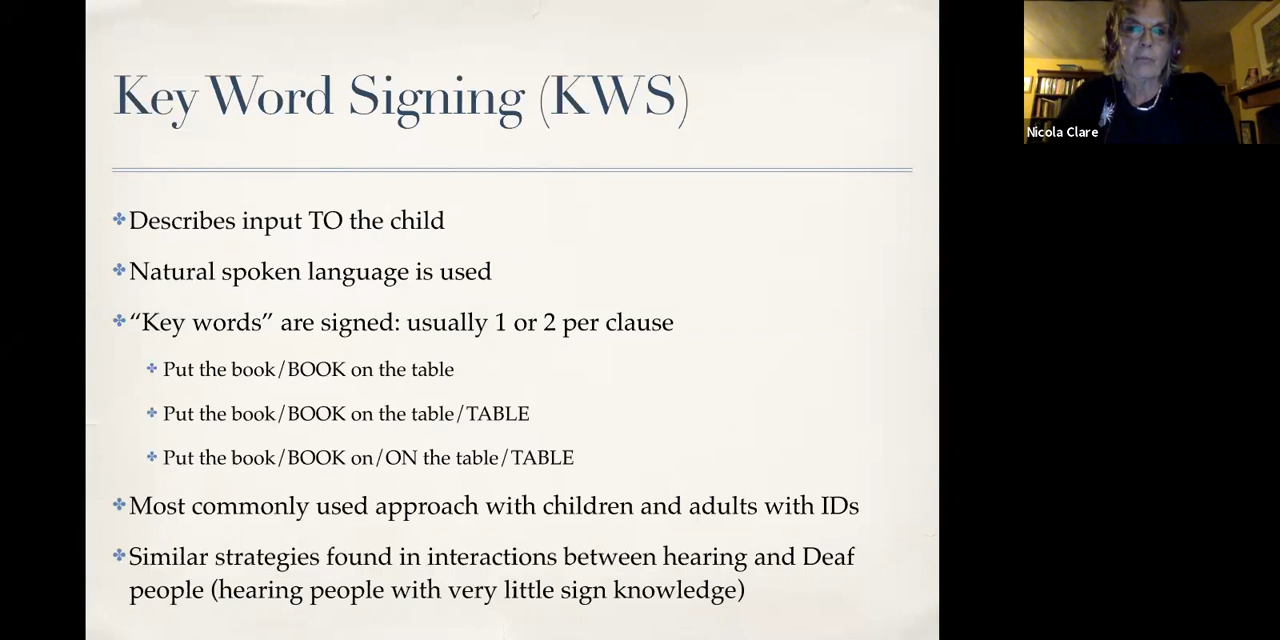 Key Word Signing (KWS)
Describes input TO the child
Natural spoken language is used
“Key words” are signed: usually 1 or 2 per clause
Put the book/BOOK on the table
Put the book/BOOK on the table/TABLE
Put the book/BOOK on/ON the table/TABLE
Most commonly used approach with children and adults with IDs
Similar strategies found in interactions between hearing and Deaf
people (hearing people with very little sign knowledge)
Nicola Clare